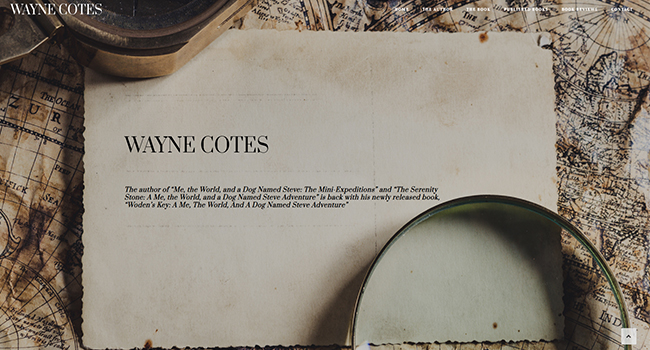 WAYNE COTES
HOME THE AUTHOR THE BOOK PUBLISHED BOOKS BOOK REVIEWS CONTACT
WAYNE COTES
The author of "Me, the World, and a Dog Named Steve: The Mini-Expeditions" and "The Serenity
Stone: A Me, the World, and a Dog Named Steve Adventure" is back with his newly released book,
"Woden's Key: A Me, The World, And A Dog Named Steve Adventure"
ZUR